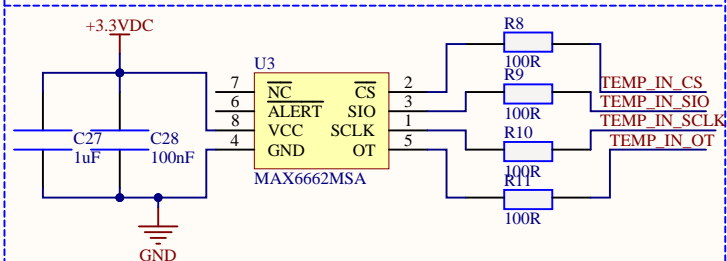 +3.3VDC
C27
1uF
C28
100nF
GND
U3
7 NC
6 ALERT
8 VCC
4 GND
CS 2
SIO 3
SCLK 1
OT 5
MAX6662MSA
R8
100R
R9
100R
R10
100R
R11
100R
TEMP_IN_CS
TEMP_IN_SIO
TEMP_IN_SCLK
TEMP_IN_OT